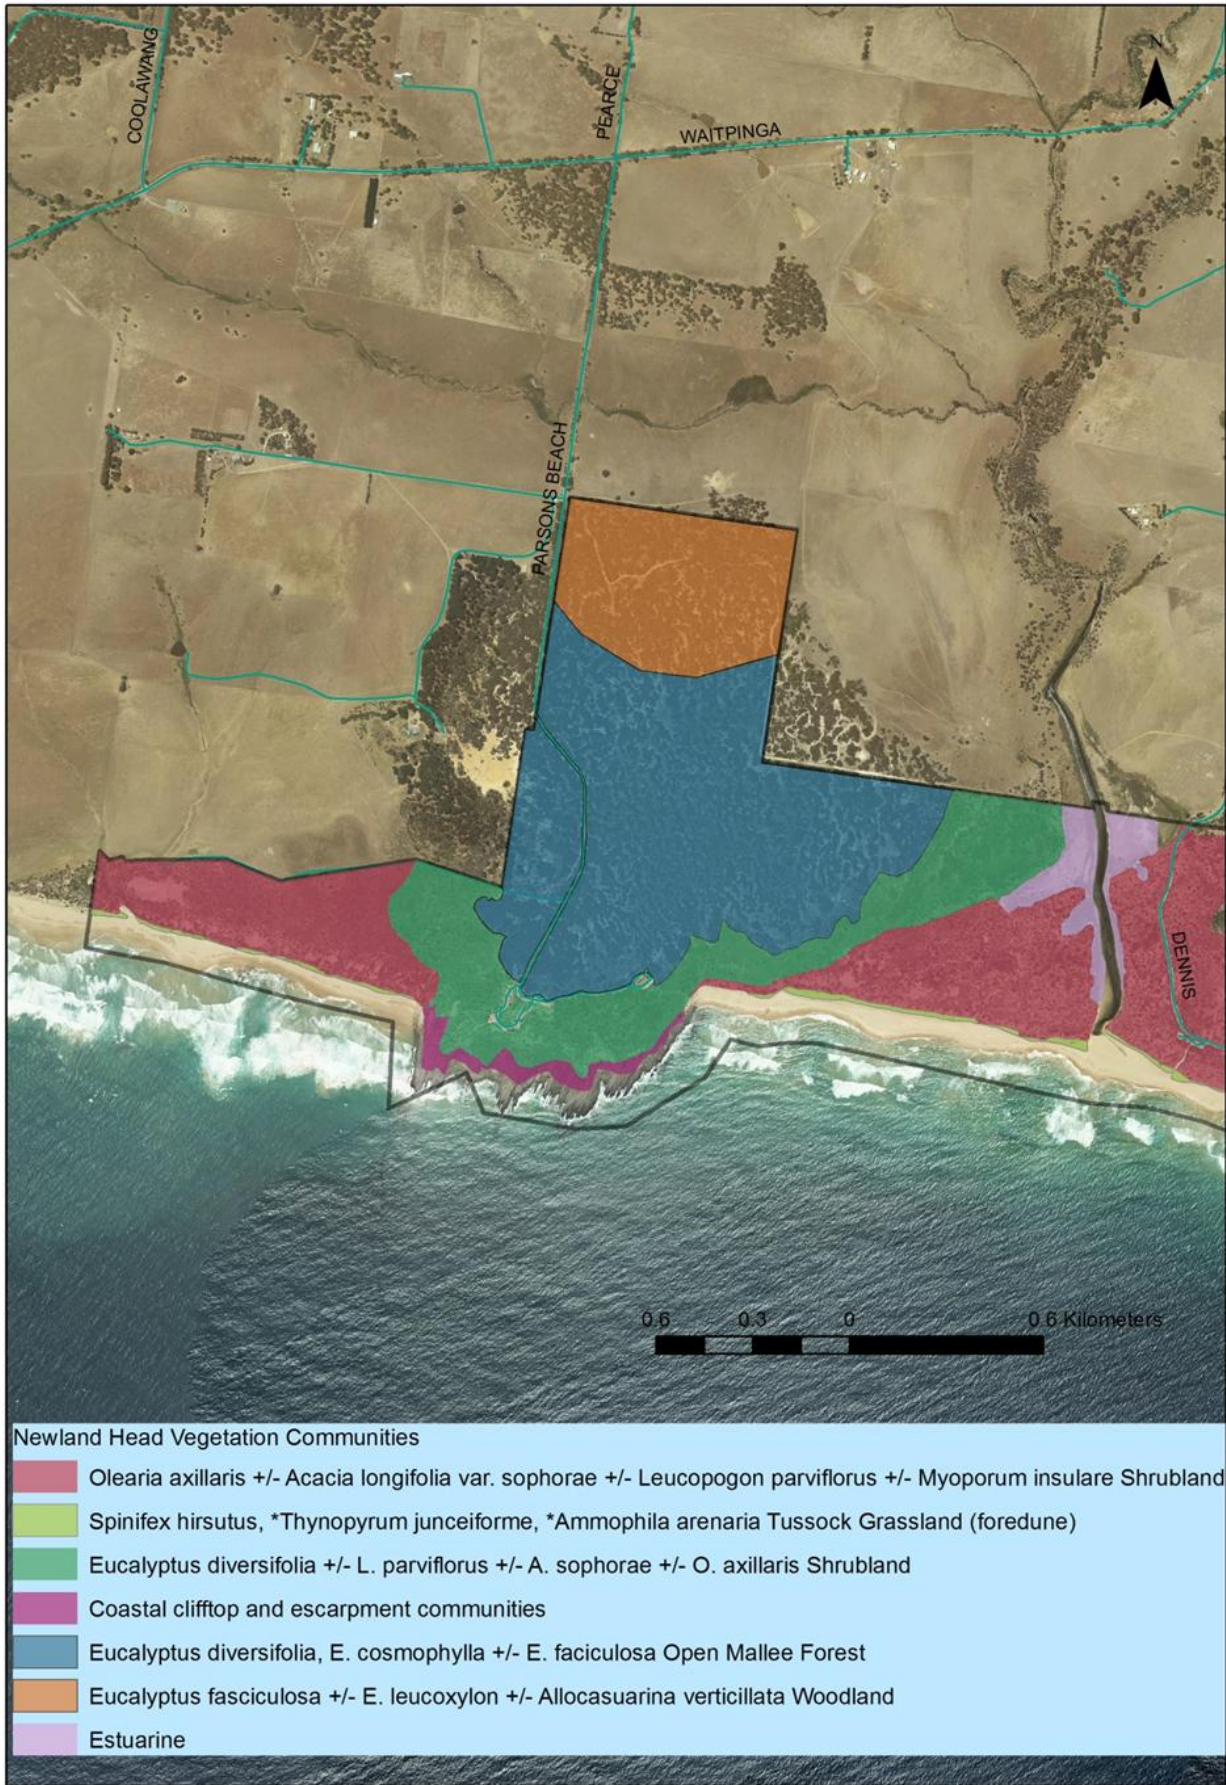 N
COOLAWANG
PEARCE
WAITPINGA
PARSONS BEACH
DENNIS
0.6 0.3 0 0.6 Kilometers
Newland Head Vegetation Communities
Olearia axillaris +/- Acacia longifolia var. sophorae +/- Leucopogon parviflorus +/- Myoporum insulare Shrubland
Spinifex hirsutus, *Thynopyrum junceiforme, *Ammophila arenaria Tussock Grassland (foredune)
Eucalyptus diversifolia +/- L. parviflorus +/- A. sophorae +/- O. axillaris Shrubland
Coastal clifftop and escarpment communities
Eucalyptus diversifolia, E. cosmophylla +/- E. faciculosa Open Mallee Forest
Eucalyptus fasciculosa +/- E. leucoxylon +/- Allocasuarina verticillata Woodland
Estuarine